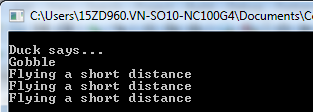 C:\Users\15ZD960.VN-SO10-NC100G4\Documents\Co
Duck says...
Gobble
Flying a short distance
Flying a short distance
Flying a short distance